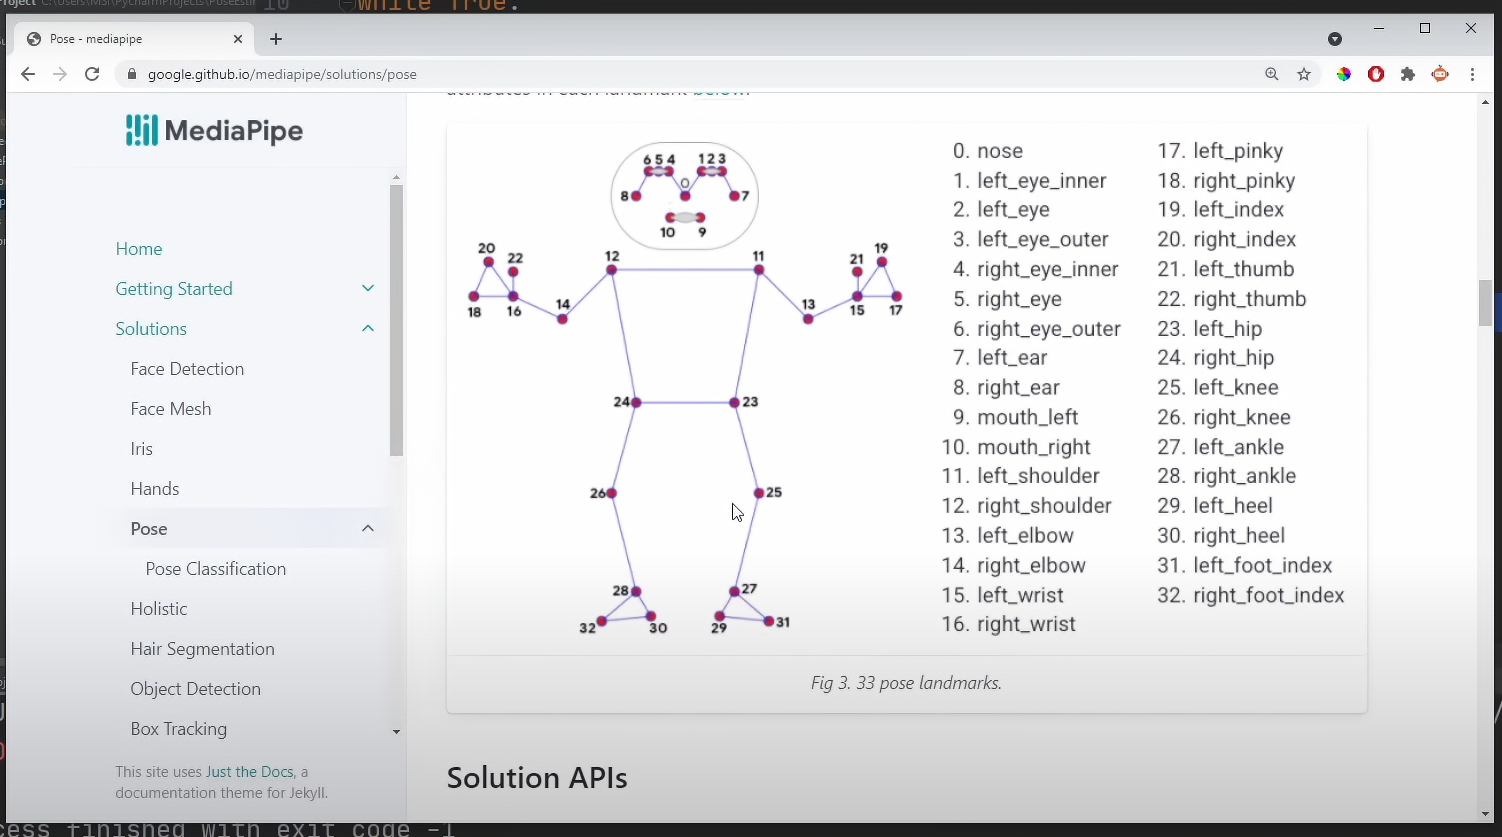 while True:
Pose - mediapipe
google.github.io/mediapipe/solutions/pose
MediaPipe
Home
Getting Started
Solutions
Face Detection
Face Mesh
Iris
Hands
Pose
Pose Classification
Holistic
Hair Segmentation
Object Detection
Box Tracking
This site uses Just the Docs, a
documentation theme for Jekyll.
attributes in each landmark below.
6 5 4 1 2 3
0
8 7
10 9
20 22 12 11 21 19
18 16 14 13 15 17
24 23
26 25
28 27
32 30 29 31
0. nose
1. left_eye_inner
2. left_eye
3. left_eye_outer
4. right_eye_inner
5. right_eye
6. right_eye_outer
7. left_ear
8. right_ear
9. mouth_left
10. mouth_right
11. left_shoulder
12. right_shoulder
13. left_elbow
14. right_elbow
15. left_wrist
16. right_wrist
17. left_pinky
18. right_pinky
19. left_index
20. right_index
21. left_thumb
22. right_thumb
23. left_hip
24. right_hip
25. left_knee
26. right_knee
27. left_ankle
28. right_ankle
29. left_heel
30. right_heel
31. left_foot_index
32. right_foot_index
Fig 3. 33 pose landmarks.
Solution APIs
cess finished with exit code -1